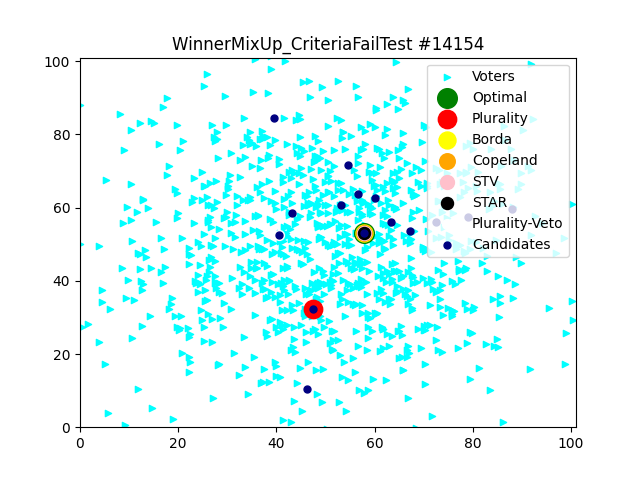 WinnerMixUp_CriteriaFailTest #14154
100
80
60
40
20
0
0
20
40
60
80
100
Voters
Optimal
Plurality
Borda
Copeland
STV
STAR
Plurality-Veto
Candidates